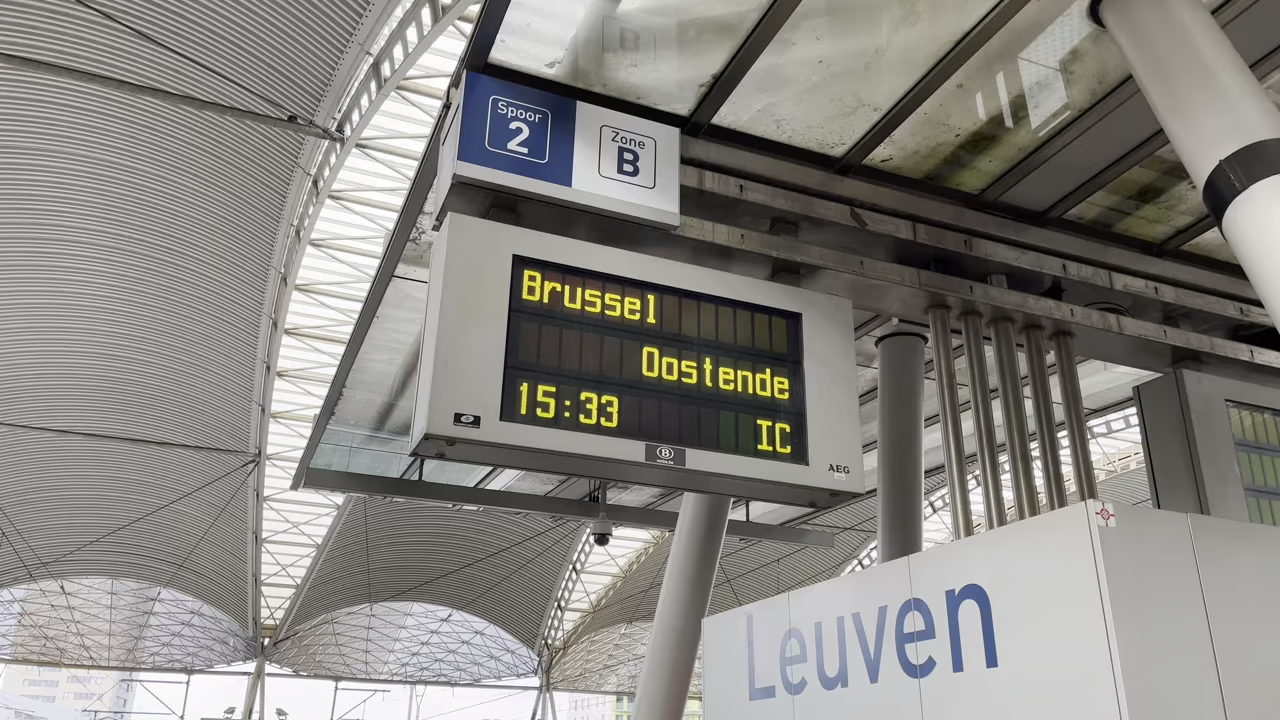 Spoor
2
Zone
B
Brussel
Oostende
15:33 IC
B
AEG
Leuven